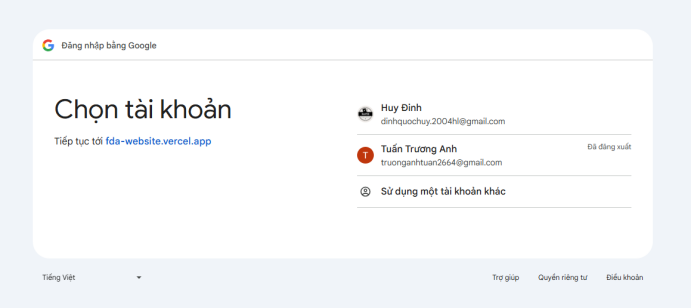 Đăng nhập bằng Google
Chọn tài khoản
Tiếp tục tới fda-website.vercel.app
Huy Đinh
dinhquochuy.2004hl@gmail.com
Tuấn Trương Anh
truonganhtuan2664@gmail.com
Đã đăng xuất
T
Sử dụng một tài khoản khác
Tiếng Việt
Trợ giúp
Quyền riêng tư
Điều khoản